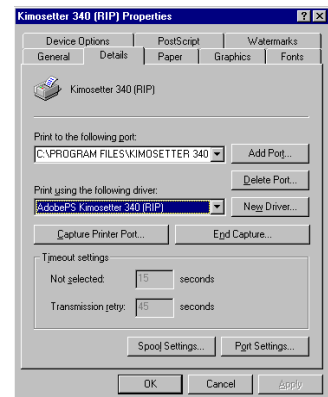 Kimosetter 340 (RIP) Properties
Device Options PostScript Watermarks
General Details Paper Graphics Fonts
Kimosetter 340 (RIP)
Print to the following port:
C:\PROGRAM FILES\KIMOSETTER 340 Add Port...
Delete Port...
Print using the following driver:
AdobePS Kimosetter 340 (RIP) New Driver...
Capture Printer Port... End Capture...
Timeout settings
Not selected: 15 seconds
Transmission retry: 45 seconds
Spool Settings... Port Settings...
OK Cancel Apply